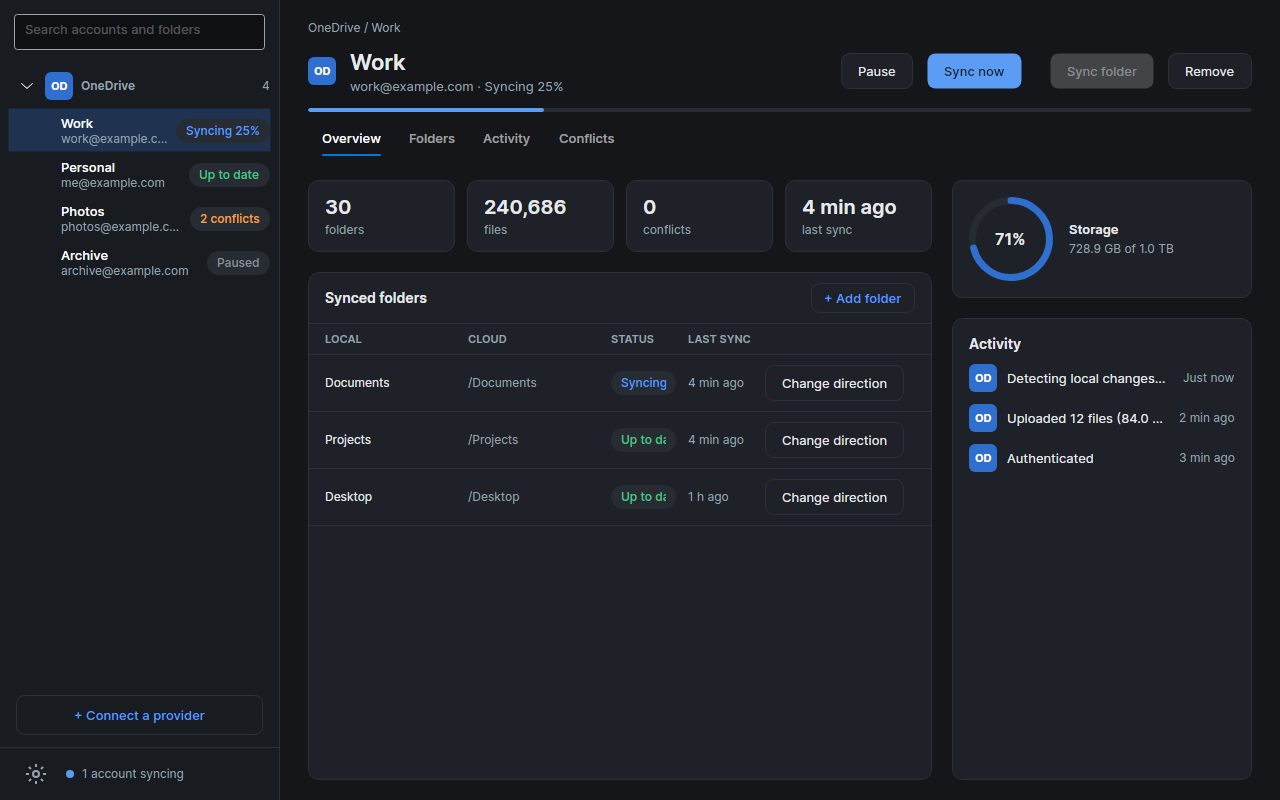 Search accounts and folders
OD OneDrive 4
Work
work@example.c... Syncing 25%
Personal
me@example.com Up to date
Photos
photos@example.c... 2 conflicts
Archive
archive@example.com Paused
+ Connect a provider
1 account syncing
OneDrive / Work
OD Work
work@example.com · Syncing 25%
Pause Sync now Sync folder Remove
Overview Folders Activity Conflicts
30
folders
240,686
files
0
conflicts
4 min ago
last sync
Synced folders + Add folder
LOCAL CLOUD STATUS LAST SYNC
Documents /Documents Syncing 4 min ago Change direction
Projects /Projects Up to da 4 min ago Change direction
Desktop /Desktop Up to da 1 h ago Change direction
71%
Storage
728.9 GB of 1.0 TB
Activity
OD Detecting local changes... Just now
OD Uploaded 12 files (84.0 ... 2 min ago
OD Authenticated 3 min ago